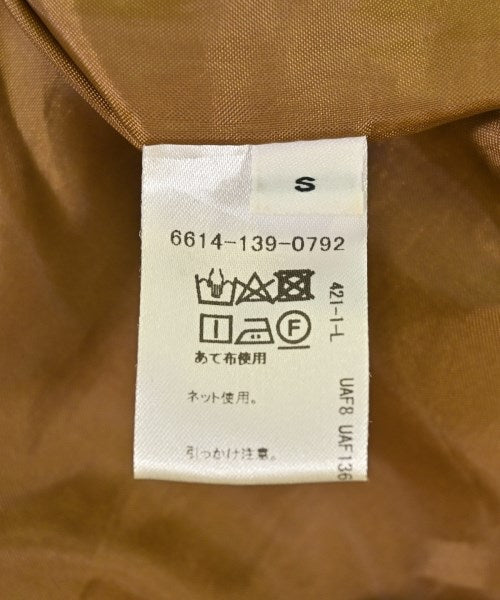 S
6614-139-0792
F
あて布使用
ネット使用。
引っかけ注意。
421-1-L
UAF8 UAF136